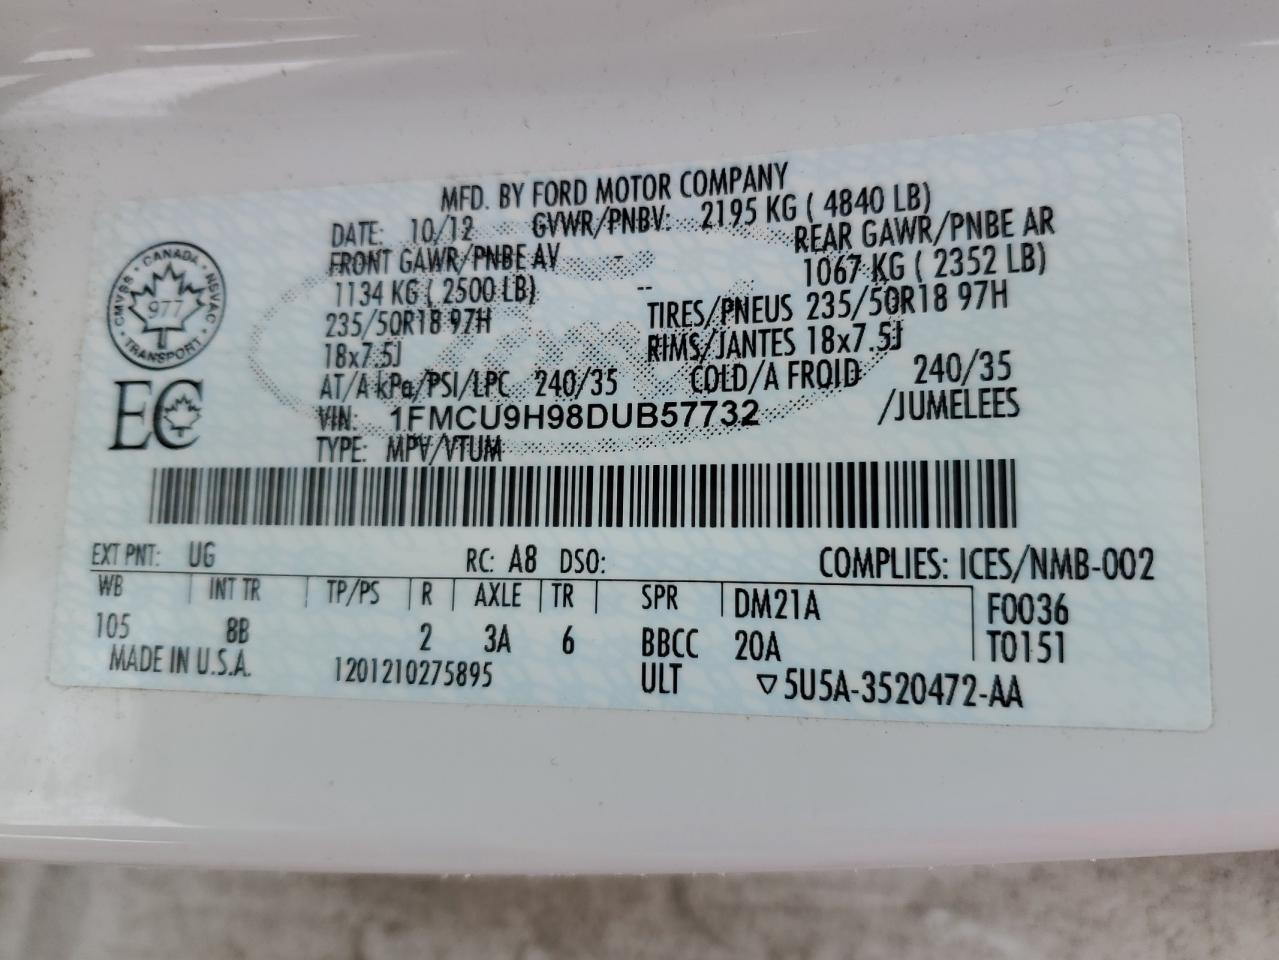 MFD. BY FORD MOTOR COMPANY
DATE: 10/12 GVWR/PNBV: 2195 KG ( 4840 LB)
FRONT GAWR/PNBE AV - REAR GAWR/PNBE AR
1134 KG ( 2500 LB) -- 1067 KG ( 2352 LB)
235/50R18 97H TIRES/PNEUS 235/50R18 97H
18x7.5J RIMS/JANTES 18x7.5J
AT/A kPa/PSI/LPC 240/35 COLD/A FROID 240/35
VIN: 1FMCU9H98DUB57732 /JUMELEES
TYPE: MPV/VTUM
CANADA · NSVAC · TRANSPORT · CMVSS
977
EC
EXT PNT: UG RC: A8 DSO: COMPLIES: ICES/NMB-002
WB INT TR TP/PS R AXLE TR SPR DM21A F0036
105 8B 2 3A 6 BBCC 20A T0151
MADE IN U.S.A. 1201210275895 ULT ▽5U5A-3520472-AA